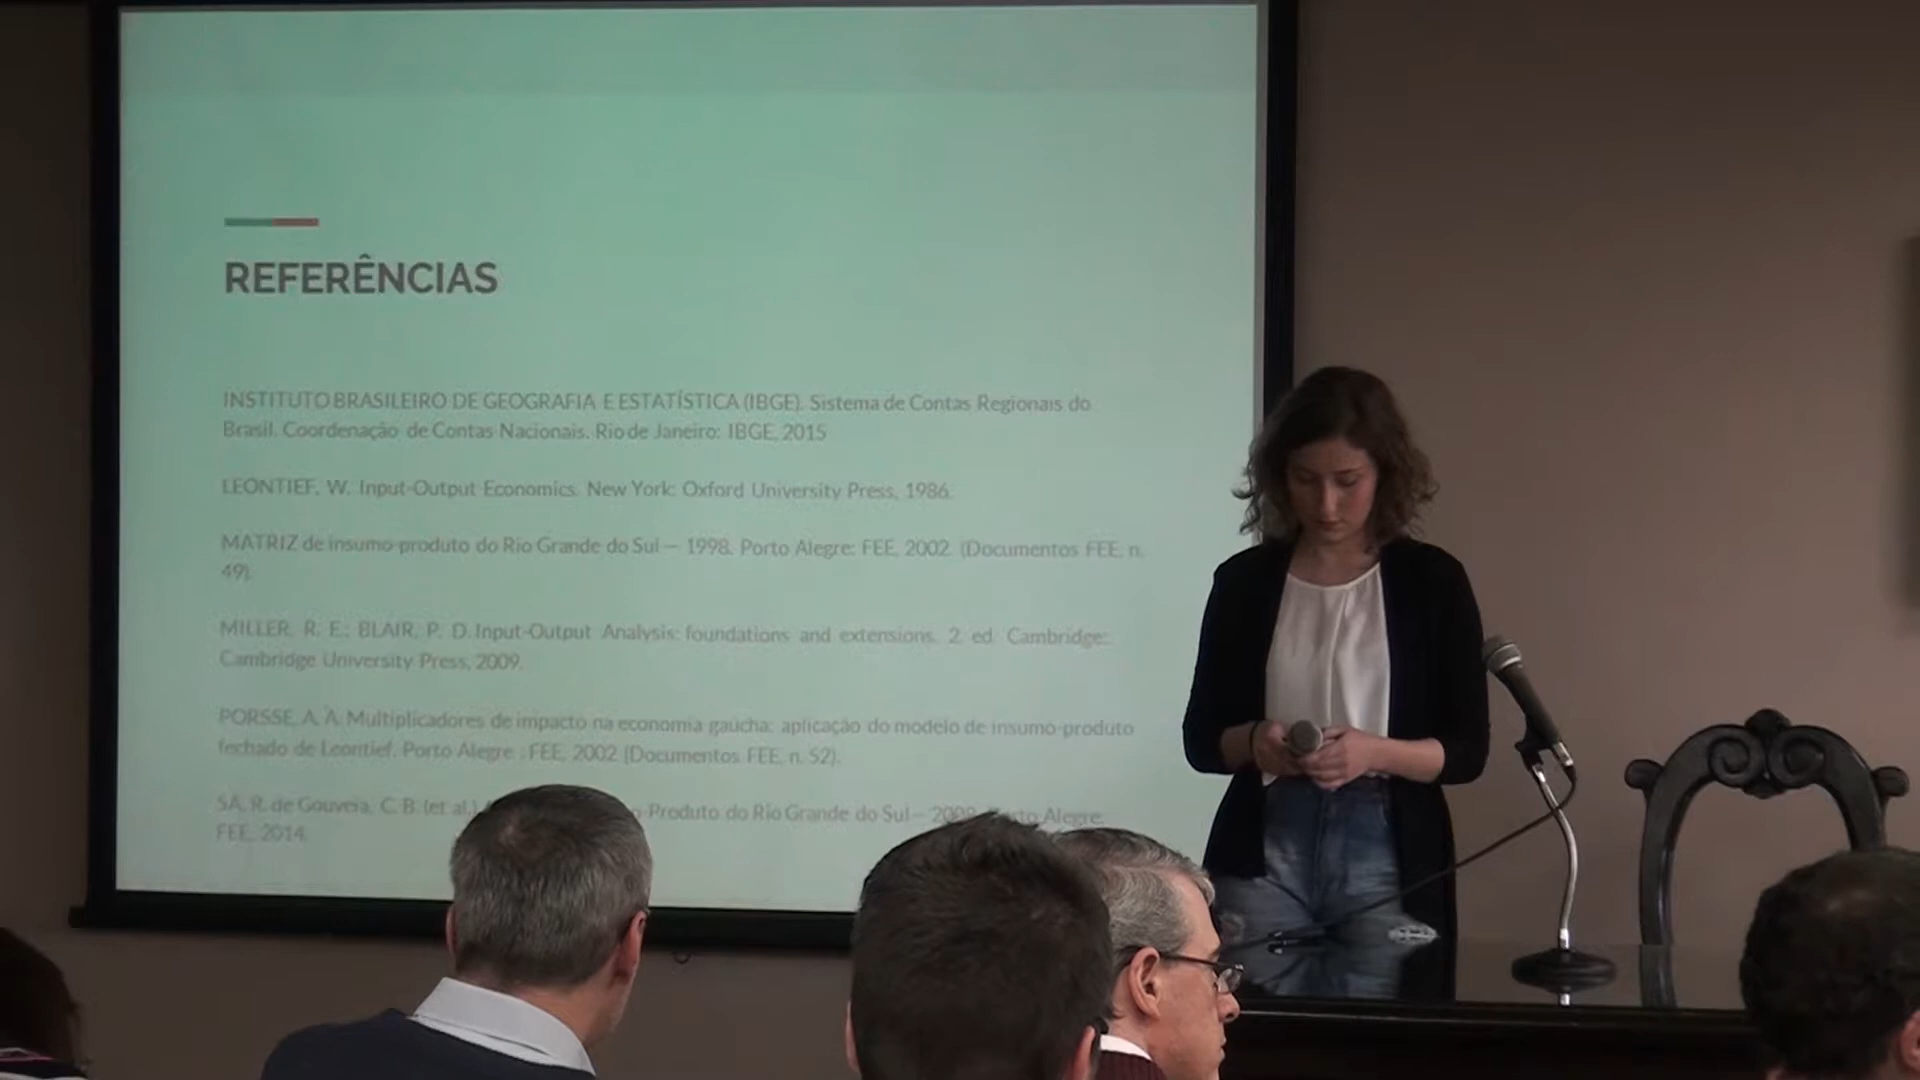 REFERÊNCIAS
INSTITUTO BRASILEIRO DE GEOGRAFIA E ESTATÍSTICA (IBGE). Sistema de Contas Regionais do
Brasil. Coordenação de Contas Nacionais. Rio de Janeiro: IBGE, 2015
LEONTIEF, W. Input-Output Economics. New York: Oxford University Press, 1986.
MATRIZ de insumo-produto do Rio Grande do Sul — 1998. Porto Alegre: FEE, 2002. (Documentos FEE, n.
49).
MILLER, R. E.; BLAIR, P. D. Input-Output Analysis: foundations and extensions. 2. ed. Cambridge:
Cambridge University Press, 2009.
PORSSE, A. A. Multiplicadores de impacto na economia gaúcha: aplicação do modelo de insumo-produto
fechado de Leontief. Porto Alegre : FEE, 2002 (Documentos FEE, n. 52).
SÁ, R. de Gouveia, C. B. (et al.) -Produto do Rio Grande do Sul — Alegre:
FEE, 2014.